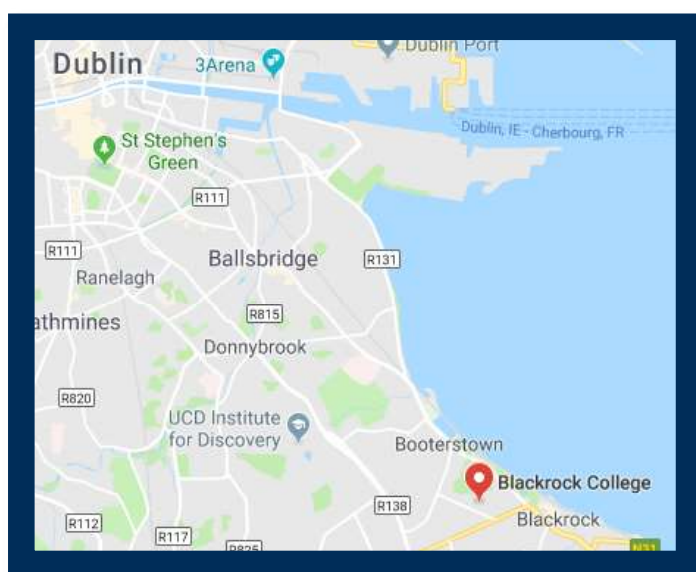 Dublin Port
Dublin
3Arena
Dublin, IE - Cherbourg, FR
St Stephen's
Green
R111
R111
Ballsbridge
R131
Ranelagh
R815
athmines
Donnybrook
R820
UCD Institute
for Discovery
Booterstown
Blackrock College
R138
Blackrock
R112
R117
R825
N31